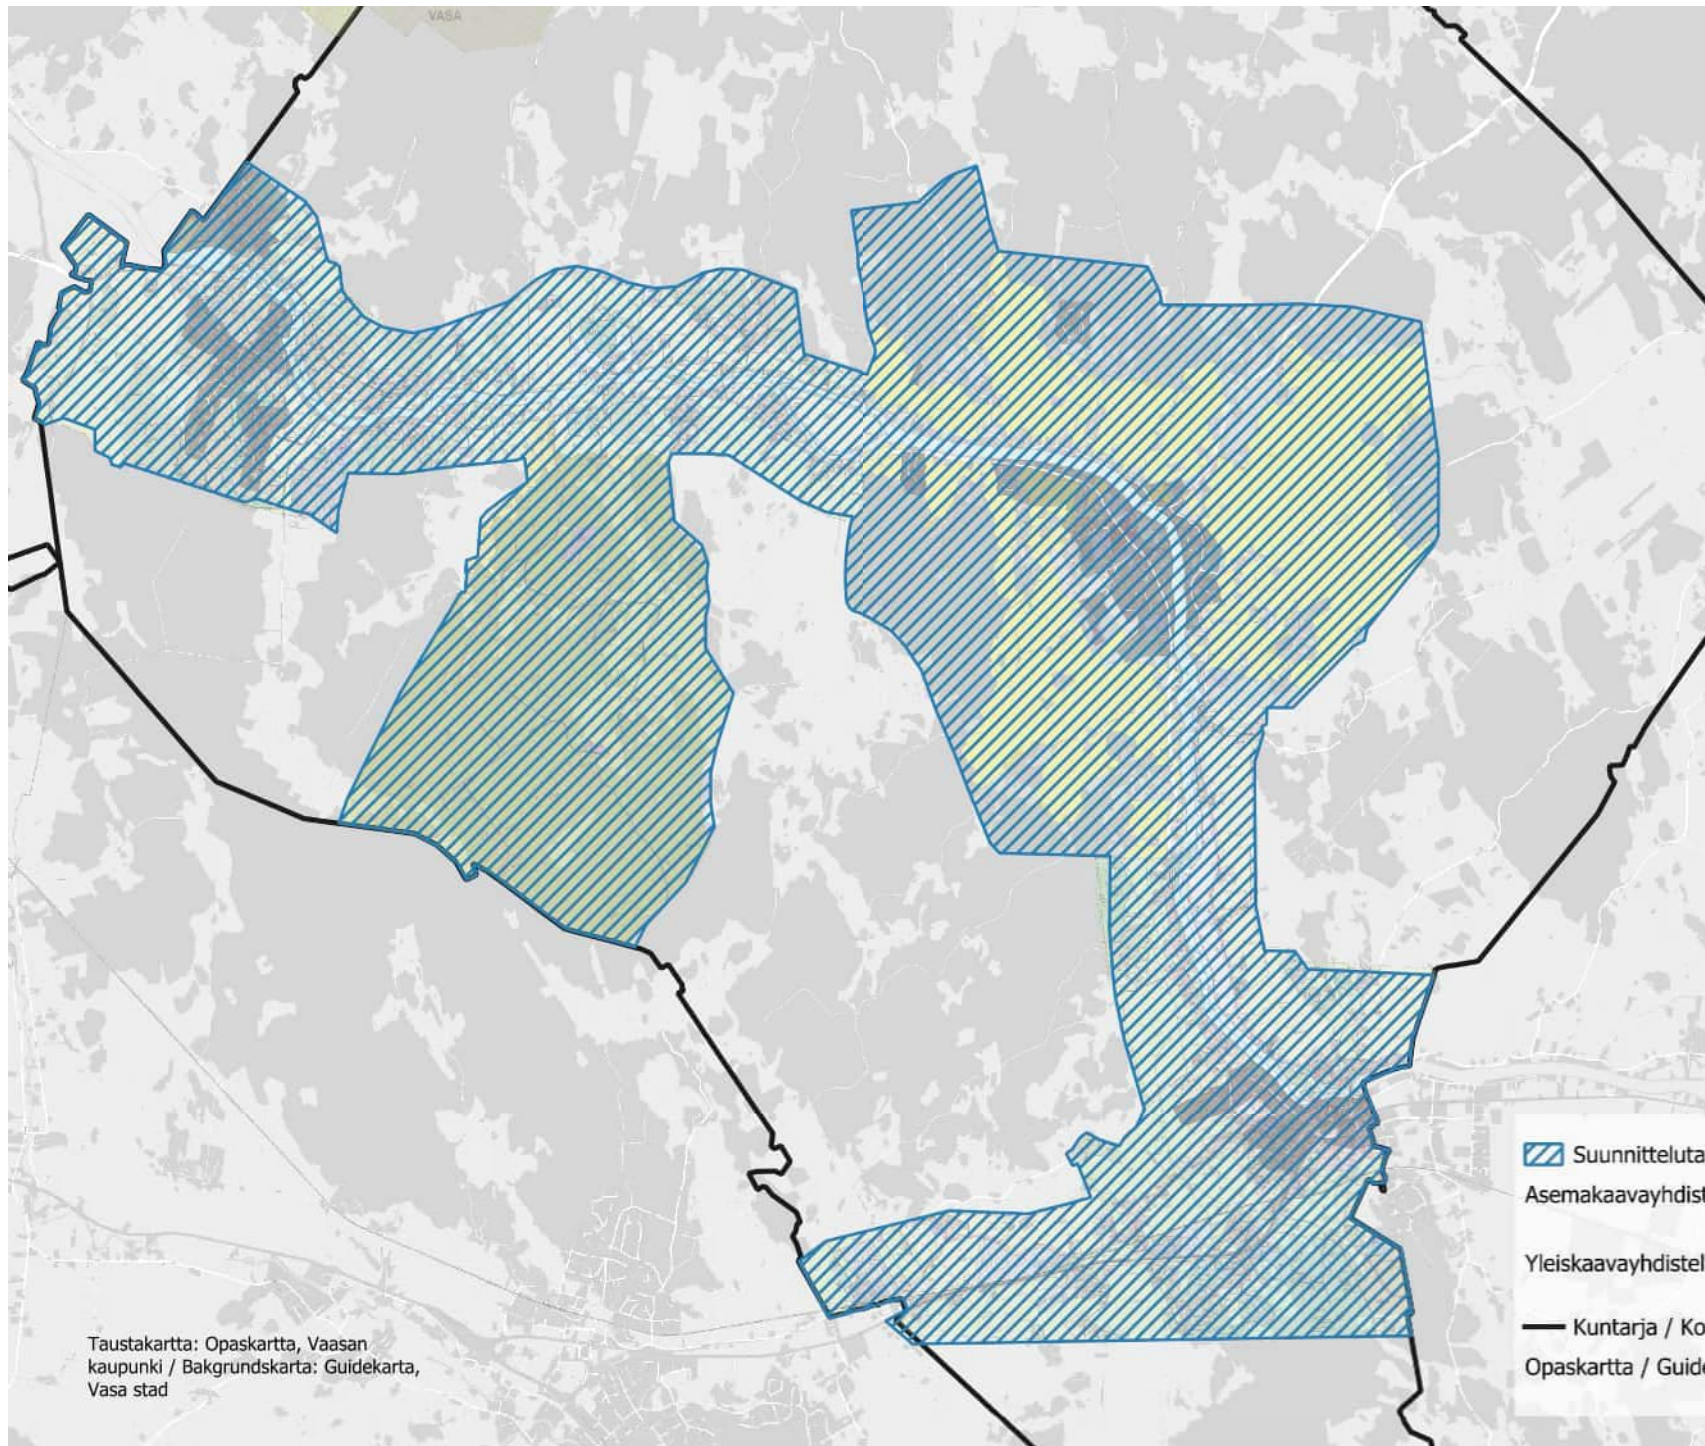 VASA
Suunnitteluta
Asemakaavayhdist
Yleiskaavayhdistel
Kuntarja / Ko
Opaskartta / Guide
Taustakartta: Opaskartta, Vaasan
kaupunki / Bakgrundskarta: Guidekarta,
Vasa stad